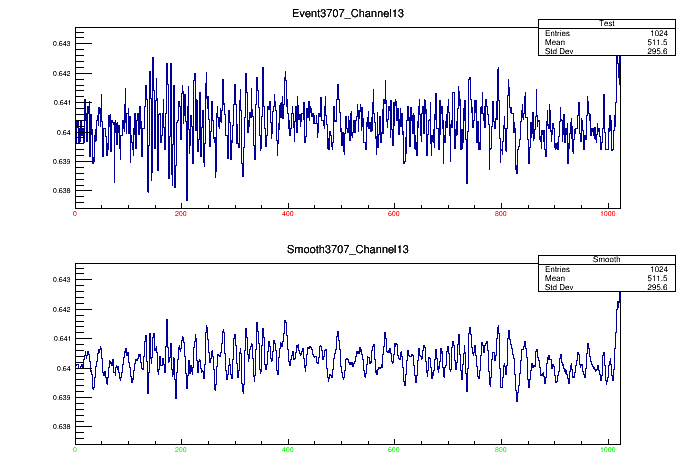 Event3707_Channel13
Test
Entries 1024
Mean 511.5
Std Dev 295.6
0.643
0.642
0.641
0.64
0.639
0.638
0 200 400 600 800 1000
Smooth3707_Channel13
Smooth
Entries 1024
Mean 511.5
Std Dev 295.6
0.643
0.642
0.641
0.64
0.639
0.638
0 200 400 600 800 1000